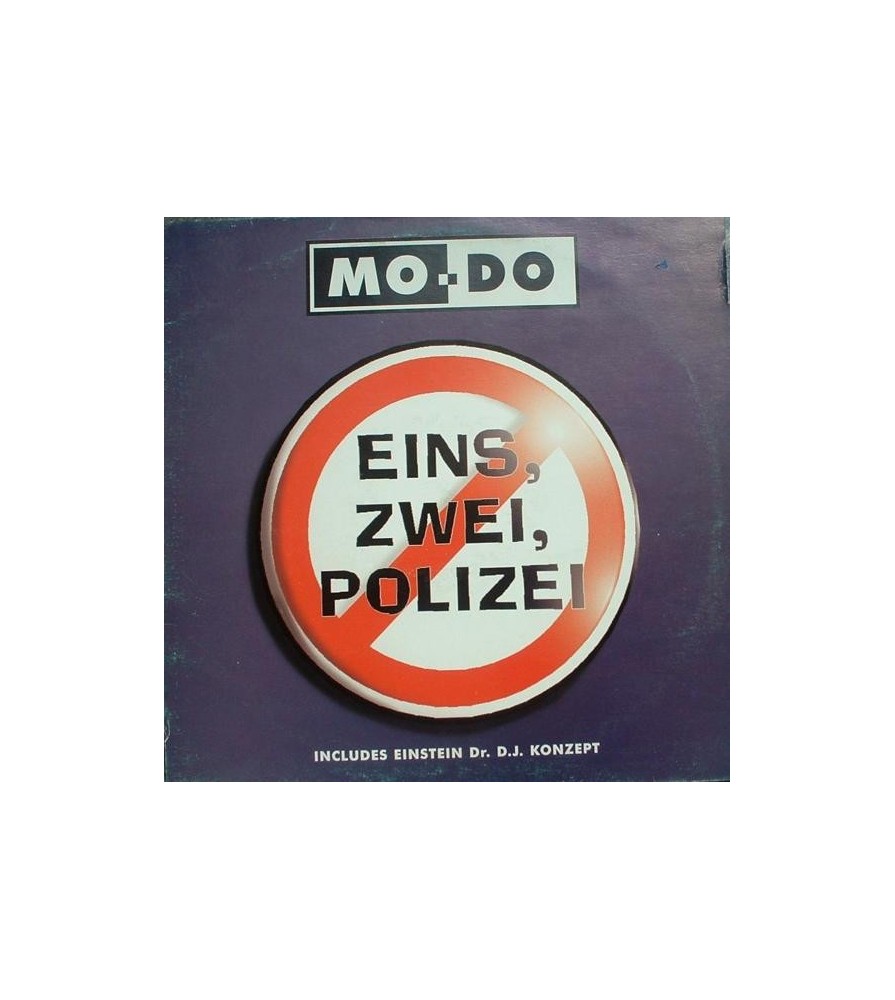 MO-DO
EINS,
ZWEI,
POLIZEI
INCLUDES EINSTEIN Dr. D.J. KONZEPT